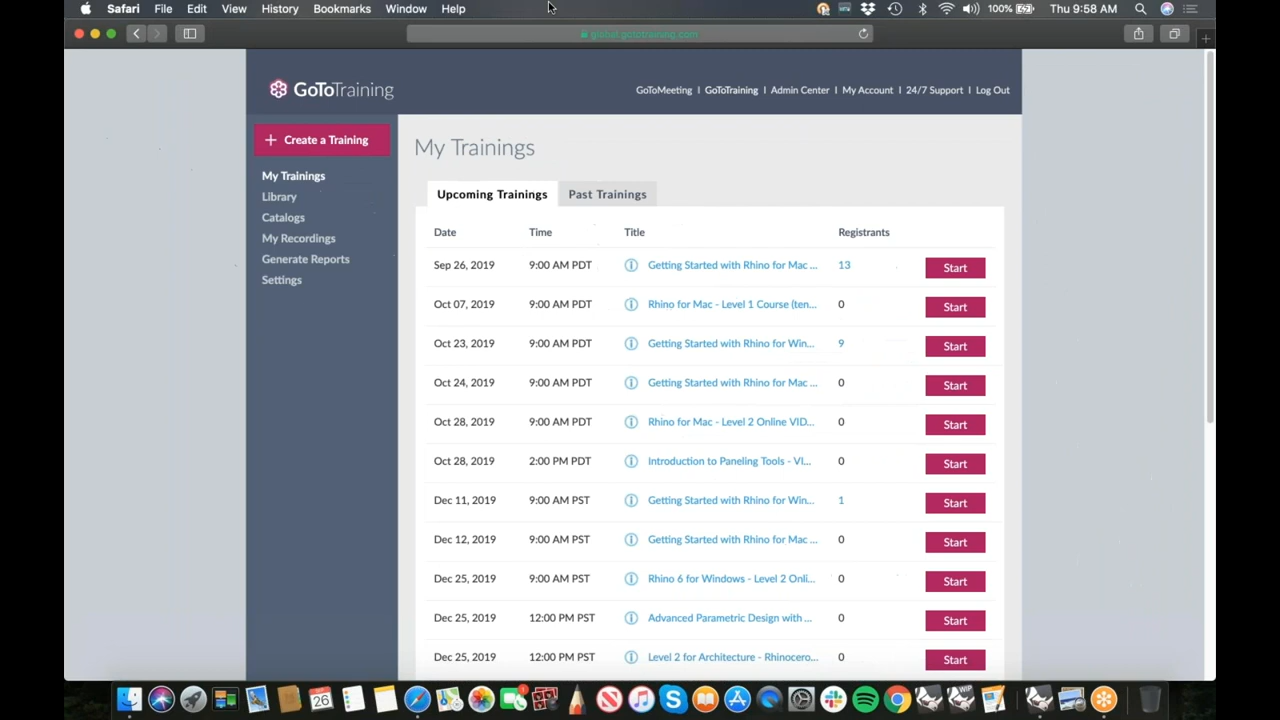 Safari File Edit View History Bookmarks Window Help 100% Thu 9:58 AM
global.gototraining.com
GoToTraining
GoToMeeting | GoToTraining | Admin Center | My Account | 24/7 Support | Log Out
+ Create a Training
My Trainings
Library
Catalogs
My Recordings
Generate Reports
Settings
My Trainings
Upcoming Trainings Past Trainings
Date Time Title Registrants
Sep 26, 2019 9:00 AM PDT Getting Started with Rhino for Mac ... 13 Start
Oct 07, 2019 9:00 AM PDT Rhino for Mac - Level 1 Course (ten... 0 Start
Oct 23, 2019 9:00 AM PDT Getting Started with Rhino for Win... 9 Start
Oct 24, 2019 9:00 AM PDT Getting Started with Rhino for Mac ... 0 Start
Oct 28, 2019 9:00 AM PDT Rhino for Mac - Level 2 Online VID... 0 Start
Oct 28, 2019 2:00 PM PDT Introduction to Paneling Tools - VI... 0 Start
Dec 11, 2019 9:00 AM PST Getting Started with Rhino for Win... 1 Start
Dec 12, 2019 9:00 AM PST Getting Started with Rhino for Mac ... 0 Start
Dec 25, 2019 9:00 AM PST Rhino 6 for Windows - Level 2 Onli... 0 Start
Dec 25, 2019 12:00 PM PST Advanced Parametric Design with ... 0 Start
Dec 25, 2019 12:00 PM PST Level 2 for Architecture - Rhinocero... 0 Start
26